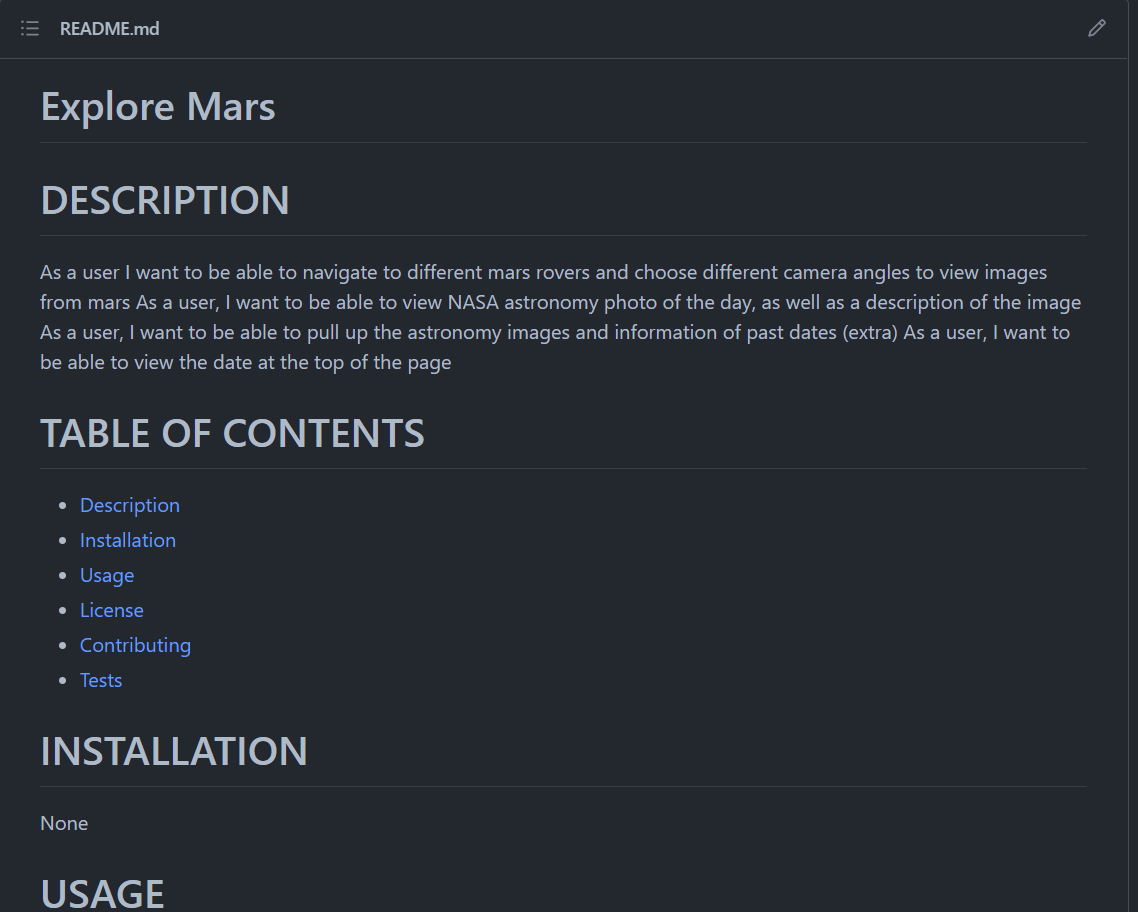 README.md
Explore Mars
DESCRIPTION
As a user I want to be able to navigate to different mars rovers and choose different camera angles to view images
from mars As a user, I want to be able to view NASA astronomy photo of the day, as well as a description of the image
As a user, I want to be able to pull up the astronomy images and information of past dates (extra) As a user, I want to
be able to view the date at the top of the page
TABLE OF CONTENTS
Description
Installation
Usage
License
Contributing
Tests
INSTALLATION
None
USAGE